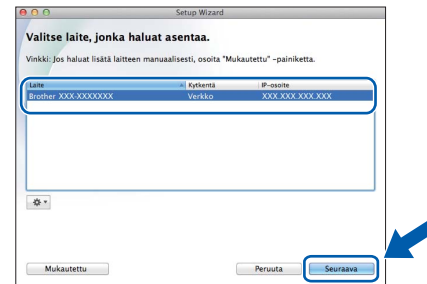 Setup Wizard
Valitse laite, jonka haluat asentaa.
Vinkki: Jos haluat lisätä laitteen manuaalisesti, osoita "Mukautettu" -painiketta.
Laite Kytkentä IP-osoite
Brother XXX-XXXXXXX Verkko XXX.XXX.XXX.XXX
Mukautettu Peruuta Seuraava